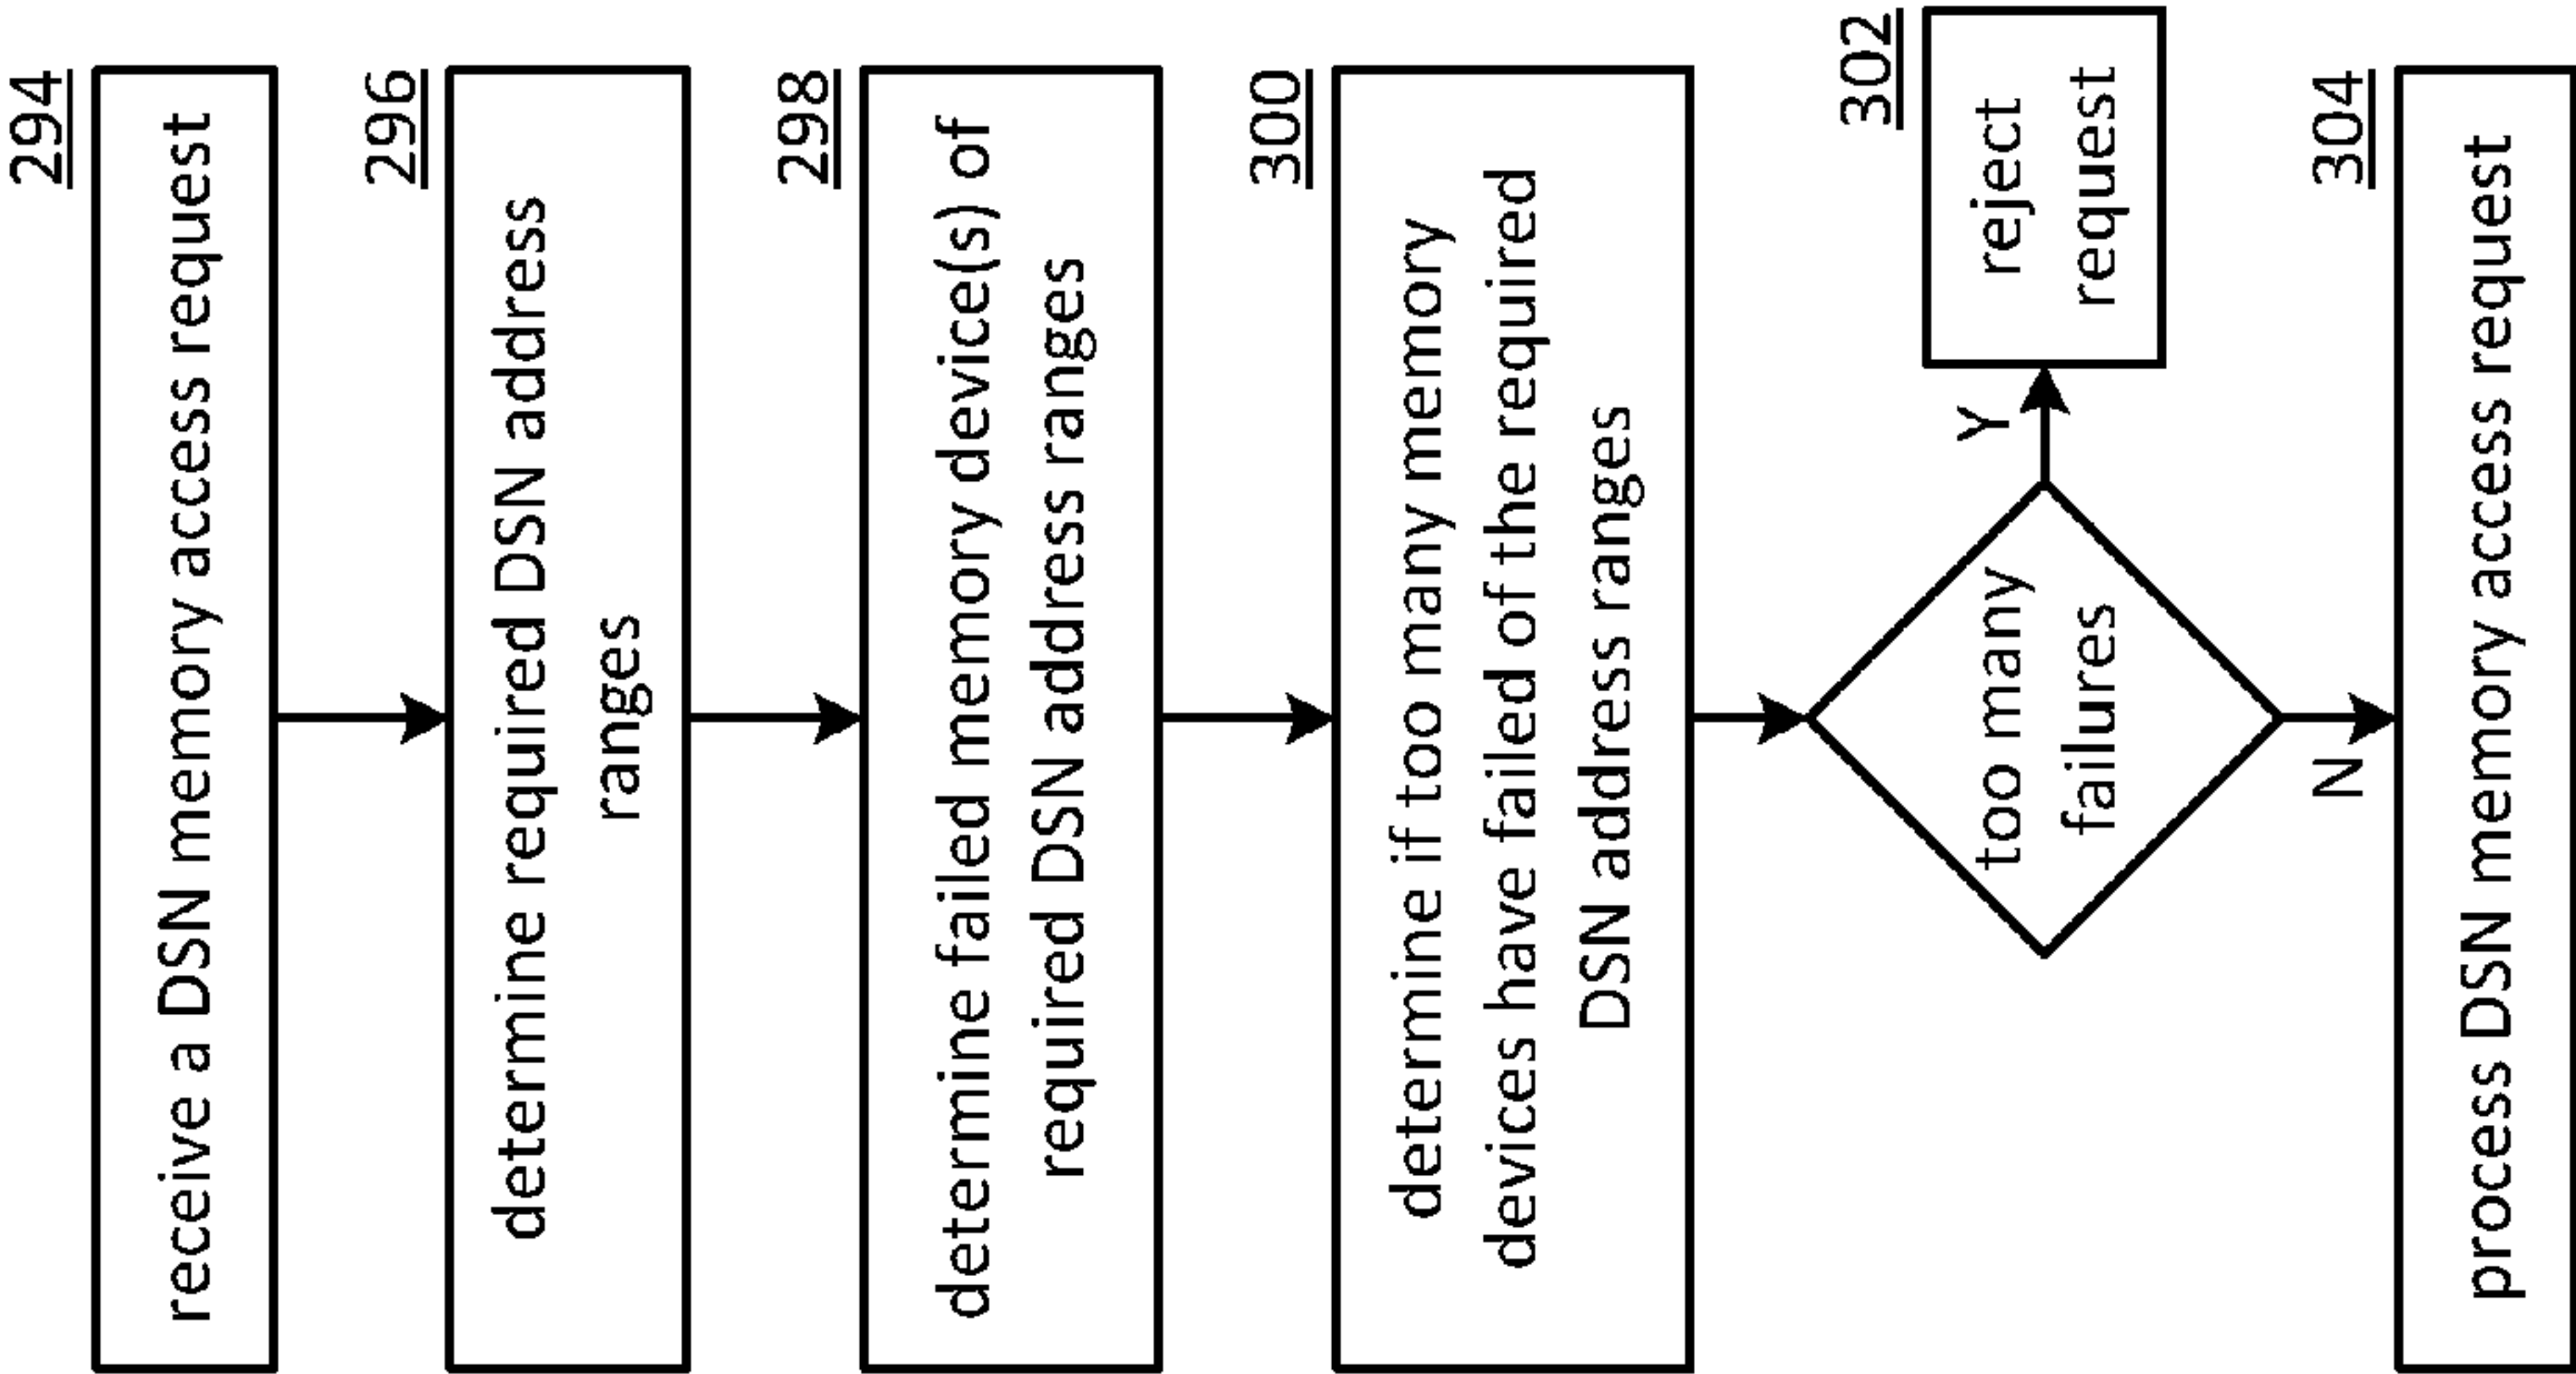 294
receive a DSN memory access request
296
determine required DSN address
ranges
298
determine failed memory device(s) of
required DSN address ranges
300
determine if too many memory
devices have failed of the required
DSN address ranges
302
reject
request
Y
too many
failures
N
304
process DSN memory access request